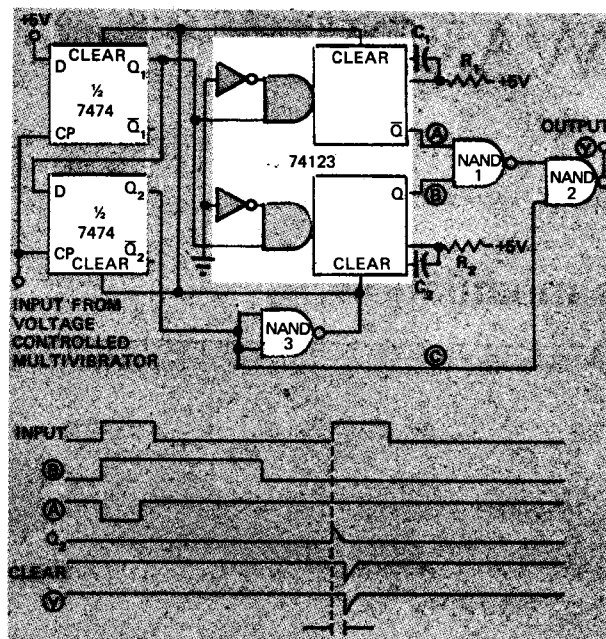 +5V
CLEAR
D Q1
½
7474
CP Q̅1
D Q2
½
7474
CP Q̅2
CLEAR
INPUT FROM
VOLTAGE
CONTROLLED
MULTIVIBRATOR
CLEAR
Q̅
74123
Q
CLEAR
C1
R1
+5V
A
B
+5V
R2
C2
NAND
1
OUTPUT
Y
NAND
2
NAND
3
C
INPUT
B
A
Q2
CLEAR
Y